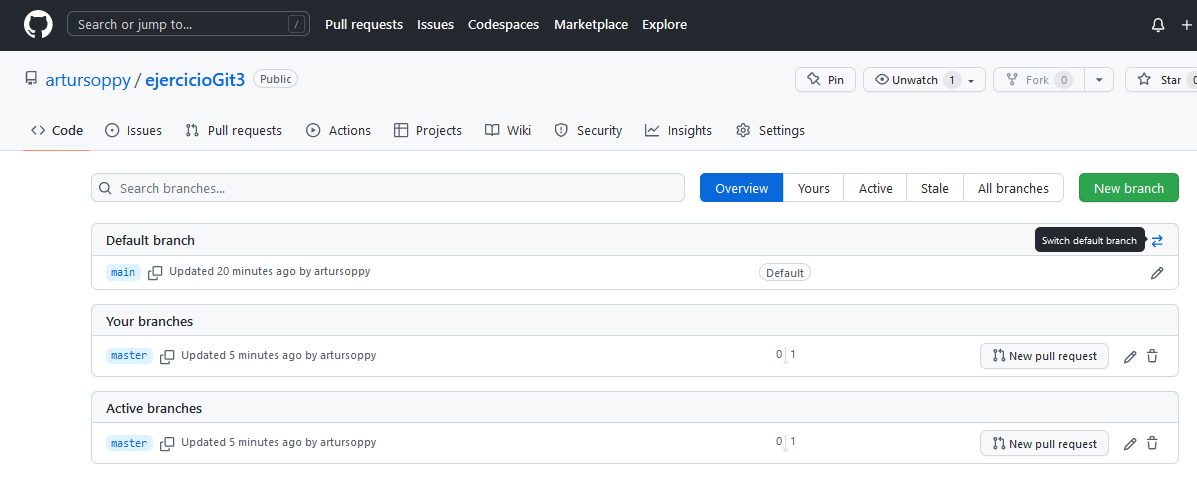 Search or jump to... / Pull requests Issues Codespaces Marketplace Explore
artursoppy / ejercicioGit3 Public Pin Unwatch 1 Fork 0 Star
Code Issues Pull requests Actions Projects Wiki Security Insights Settings
Search branches... Overview Yours Active Stale All branches New branch
Default branch Switch default branch
main Updated 20 minutes ago by artursoppy Default
Your branches
master Updated 5 minutes ago by artursoppy 0 1 New pull request
Active branches
master Updated 5 minutes ago by artursoppy 0 1 New pull request